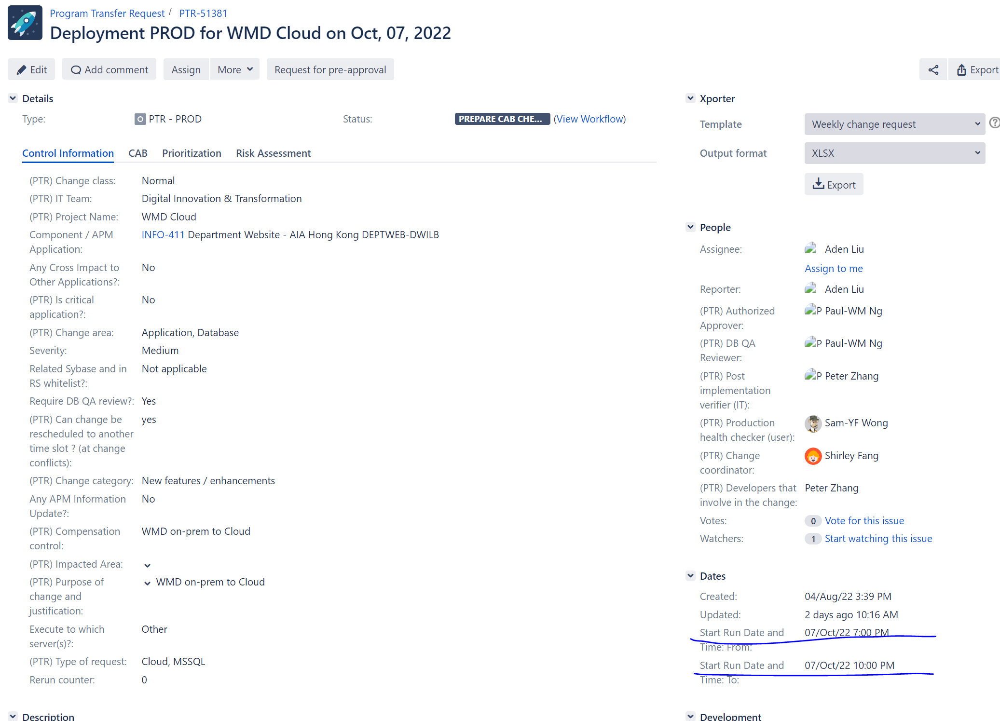 Program Transfer Request / PTR-51381
Deployment PROD for WMD Cloud on Oct, 07, 2022
Edit Add comment Assign More Request for pre-approval Export
Details
Type: PTR - PROD Status: PREPARE CAB CHE... (View Workflow)
Control Information CAB Prioritization Risk Assessment
(PTR) Change class: Normal
(PTR) IT Team: Digital Innovation & Transformation
(PTR) Project Name: WMD Cloud
Component / APM INFO-411 Department Website - AIA Hong Kong DEPTWEB-DWILB
Application:
Any Cross Impact to No
Other Applications?:
(PTR) Is critical No
application?:
(PTR) Change area: Application, Database
Severity: Medium
Related Sybase and in Not applicable
RS whitelist?:
Require DB QA review?: Yes
(PTR) Can change be yes
rescheduled to another
time slot ? (at change
conflicts):
(PTR) Change category: New features / enhancements
Any APM Information No
Update?:
(PTR) Compensation WMD on-prem to Cloud
control:
(PTR) Impacted Area:
(PTR) Purpose of WMD on-prem to Cloud
change and
justification:
Execute to which Other
server(s)?:
(PTR) Type of request: Cloud, MSSQL
Rerun counter: 0
Description
Xporter
Template Weekly change request ?
Output format XLSX
Export
People
Assignee: Aden Liu
Assign to me
Reporter: Aden Liu
(PTR) Authorized P Paul-WM Ng
Approver:
(PTR) DB QA P Paul-WM Ng
Reviewer:
(PTR) Post P Peter Zhang
implementation
verifier (IT):
(PTR) Production Sam-YF Wong
health checker (user):
(PTR) Change Shirley Fang
coordinator:
(PTR) Developers that Peter Zhang
involve in the change:
Votes: 0 Vote for this issue
Watchers: 1 Start watching this issue
Dates
Created: 04/Aug/22 3:39 PM
Updated: 2 days ago 10:16 AM
Start Run Date and 07/Oct/22 7:00 PM
Time: From:
Start Run Date and 07/Oct/22 10:00 PM
Time: To:
Development